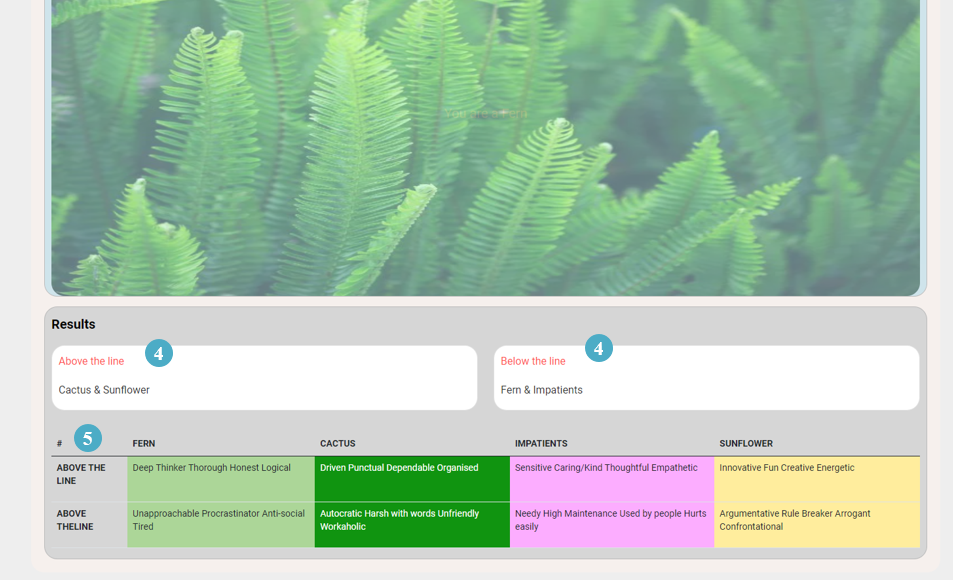 Results
Above the line
4
Below the line
4
Cactus & Sunflower
Fern & Impatients
# 5 FERN CACTUS IMPATIENTS SUNFLOWER
ABOVE THE LINE
Deep Thinker Thorough Honest Logical
Driven Punctual Dependable Organised
Sensitive Caring/Kind Thoughtful Empathetic
Innovative Fun Creative Energetic
ABOVE
THELINE
Unapproachable Procrastinator Anti-social
Tired
Autocratic Harsh with words Unfriendly
Workaholic
Needy High Maintenance Used by people Hurts
easily
Argumentative Rule Breaker Arrogant
Confrontational